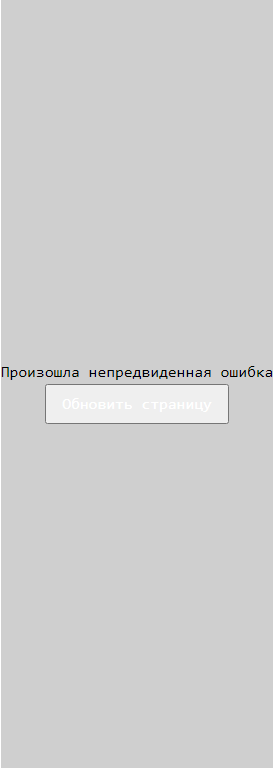 Произошла непредвиденная ошибка
Обновить страницу